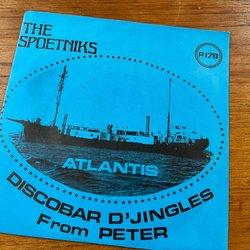 THE
SPOETNIKS
P.178
ATLANTIS
DISCOBAR D'JINGLES
From PETER